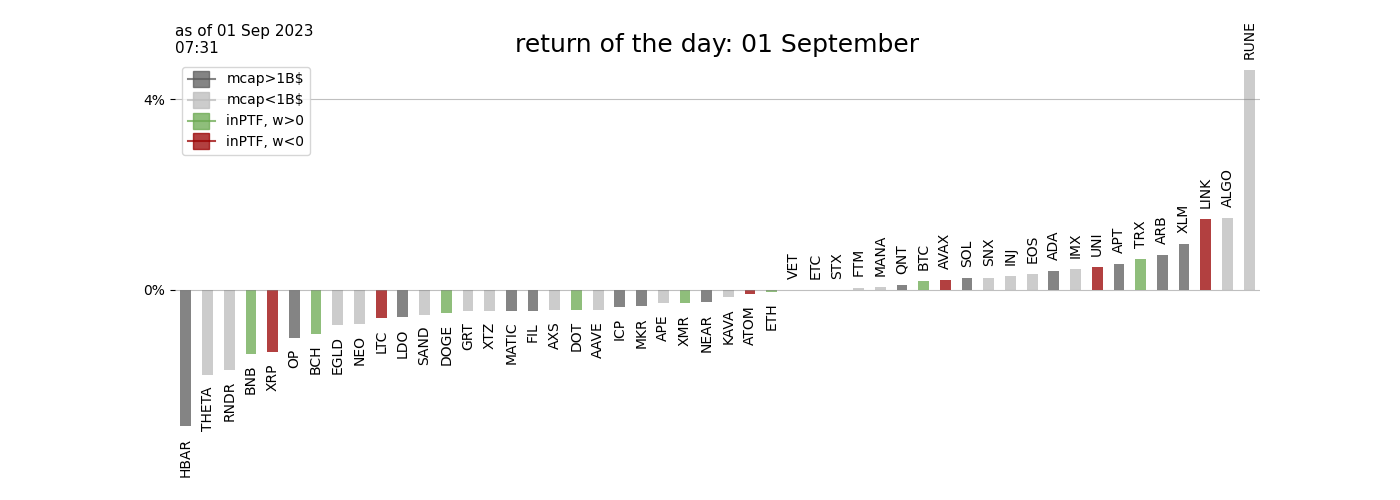 as of 01 Sep 2023
07:31
return of the day: 01 September
mcap>1B$
mcap<1B$
inPTF, w>0
inPTF, w<0
4%
0%
HBAR
THETA
RNDR
BNB
XRP
OP
BCH
EGLD
NEO
LTC
LDO
SAND
DOGE
GRT
XTZ
MATIC
FIL
AXS
DOT
AAVE
ICP
MKR
APE
XMR
NEAR
KAVA
ATOM
ETH
VET
ETC
STX
FTM
MANA
QNT
BTC
AVAX
SOL
SNX
INJ
EOS
ADA
IMX
UNI
APT
TRX
ARB
XLM
LINK
ALGO
RUNE